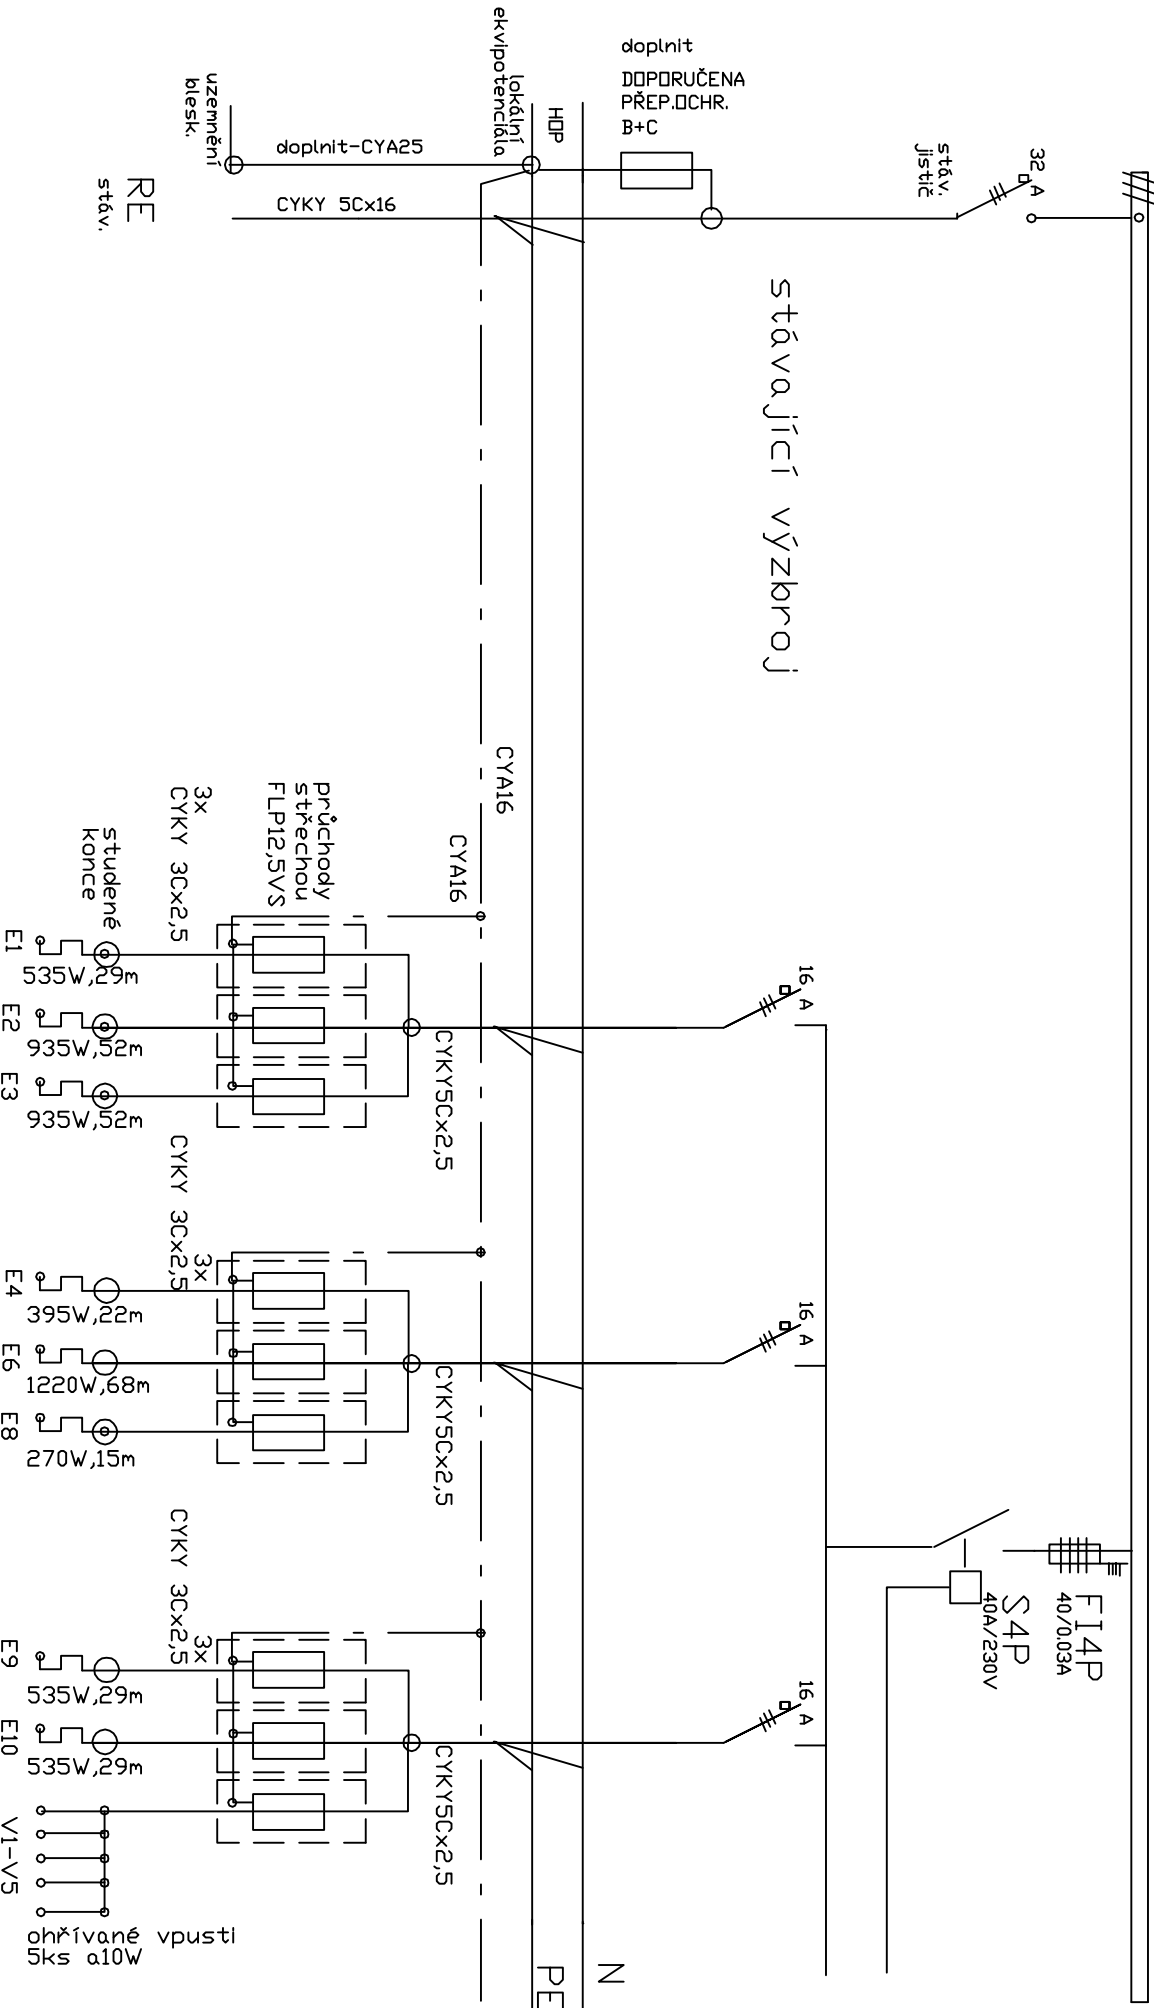 doplnit
DOPORUČENA
PŘEP.OCHR.
B+C
32 A
stáv.
jistič
lokální
ekvipotenciála
HOP
uzemnění
blesk.
doplnit-CYA25
CYKY 5Cx16
RE
stáv.
stávající výzbroj
CYA16
CYA16
průchody
střechou
FLP12,5VS
3x
CYKY 3Cx2,5
studené
konce
16 A
CYKY5Cx2,5
E1
535W,29m
E2
935W,52m
E3
935W,52m
16 A
CYKY5Cx2,5
3x
CYKY 3Cx2,5
E4
395W,22m
E6
1220W,68m
E8
270W,15m
FI4P
40/0.03A
S4P
40A/230V
16 A
CYKY5Cx2,5
3x
CYKY 3Cx2,5
E9
535W,29m
E10
535W,29m
V1-V5
ohřívané vpusti
5ks a10W
N
PE